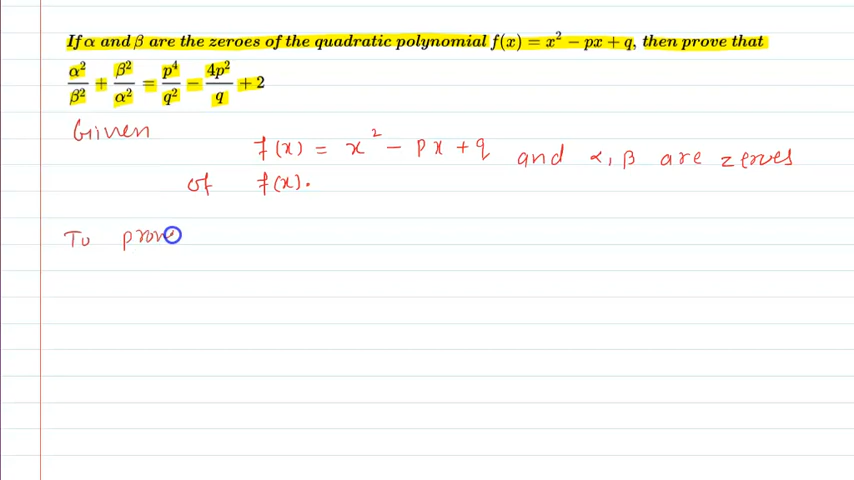 If α and β are the zeroes of the quadratic polynomial f(x) = x² − px + q, then prove that
α²/β² + β²/α² = p⁴/q² − 4p²/q + 2
Given
f(x) = x² − px + q and α, β are zeroes
of f(x).
To prove